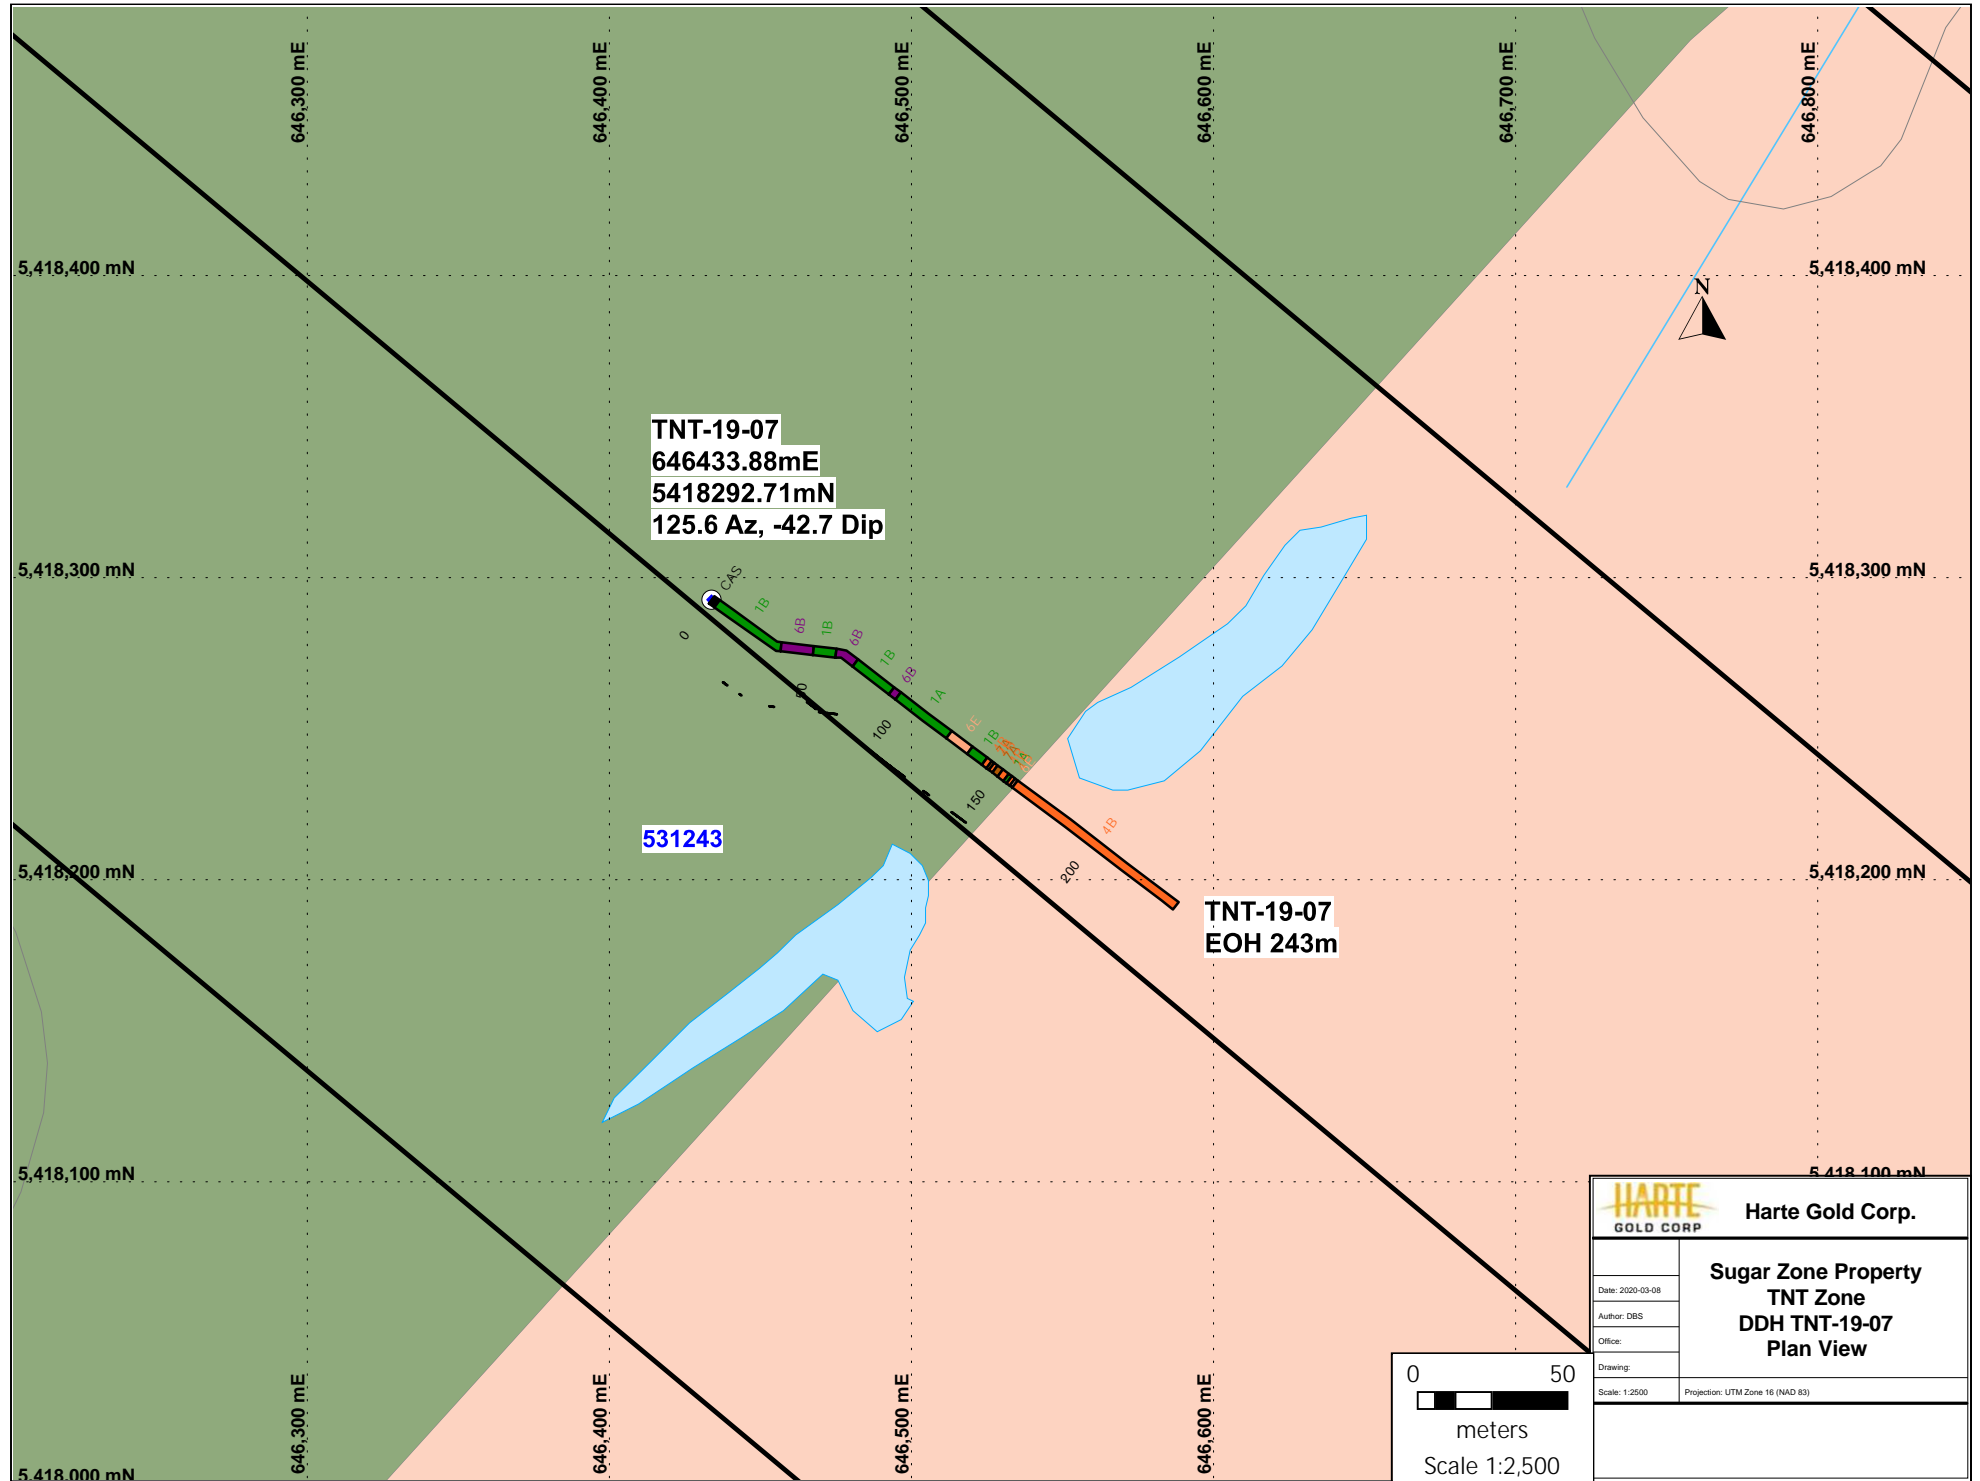 646,300 mE
646,400 mE
646,500 mE
646,600 mE
646,700 mE
646,800 mE
5,418,400 mN
5,418,400 mN
N
TNT-19-07
646433.88mE
5418292.71mN
125.6 Az, -42.7 Dip
5,418,300 mN
5,418,300 mN
CAS
1B
6B
1B
6B
1B
6B
1A
6E
1B
1A
4B
0
50
100
150
200
531243
5,418,200 mN
5,418,200 mN
TNT-19-07
EOH 243m
5,418,100 mN
5,418,100 mN
HARTE
GOLD CORP
Harte Gold Corp.
Sugar Zone Property
TNT Zone
DDH TNT-19-07
Plan View
Date: 2020-03-08
Author: DBS
Office:
Drawing:
Scale: 1:2500
Projection: UTM Zone 16 (NAD 83)
0 50
meters
Scale 1:2,500
646,300 mE
646,400 mE
646,500 mE
646,600 mE
5,418,000 mN